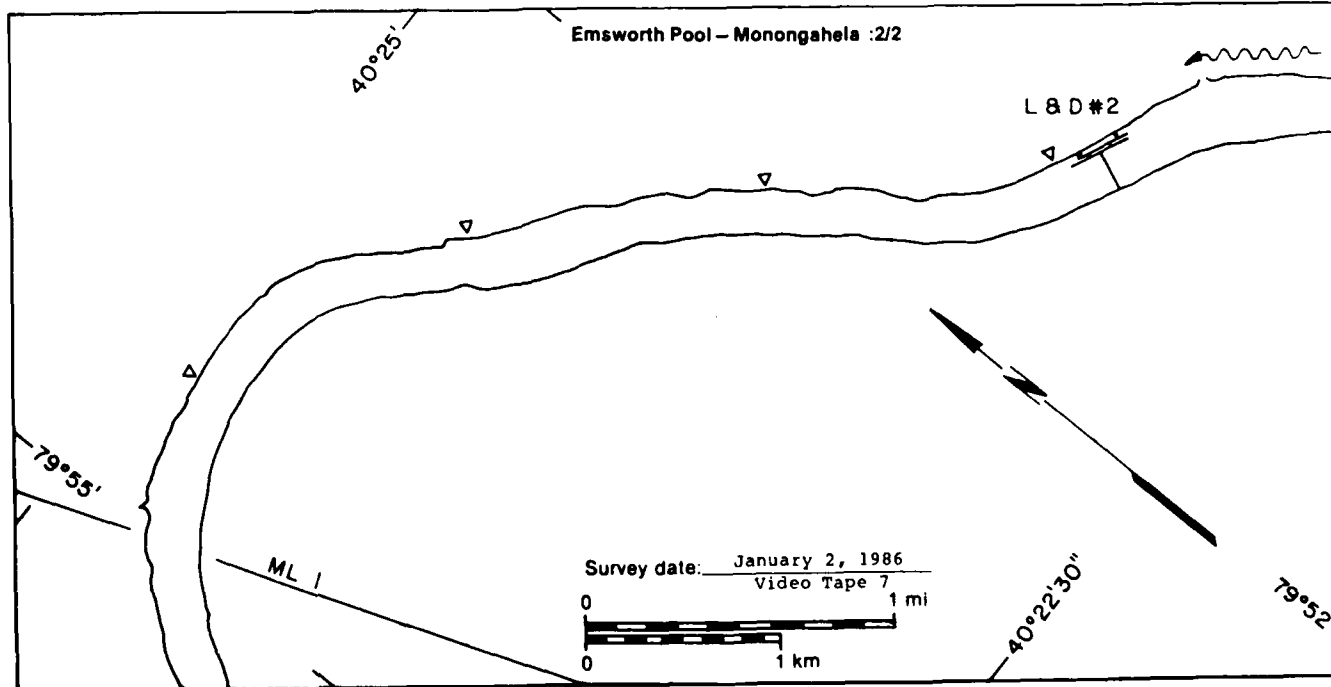 Emsworth Pool – Monongahela :2/2
40°25'
L & D #2
79°55'
ML 1
Survey date: January 2, 1986
Video Tape 7
0 1 mi
0 1 km
40°22'30"
79°52
N